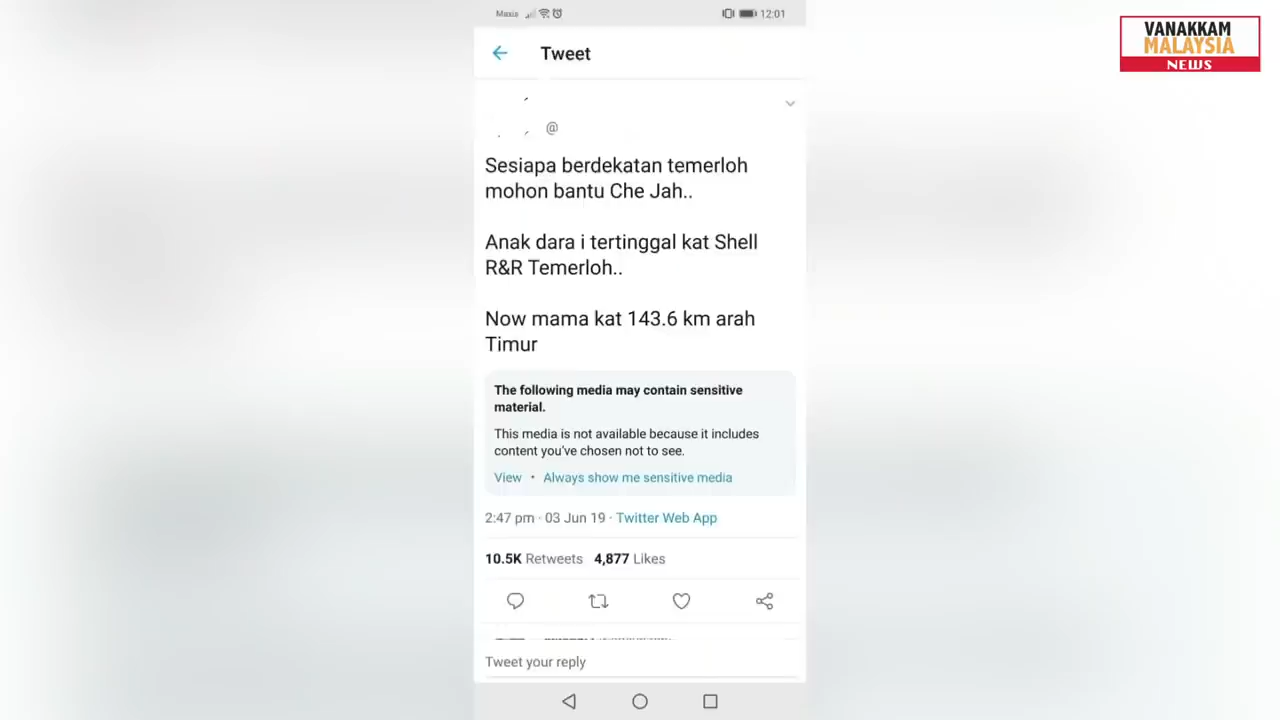 Maxis
12:01
VANAKKAM
MALAYSIA
NEWS
Tweet
@
Sesiapa berdekatan temerloh
mohon bantu Che Jah..
Anak dara i tertinggal kat Shell
R&R Temerloh..
Now mama kat 143.6 km arah
Timur
The following media may contain sensitive
material.
This media is not available because it includes
content you've chosen not to see.
View • Always show me sensitive media
2:47 pm · 03 Jun 19 · Twitter Web App
10.5K Retweets 4,877 Likes
Tweet your reply